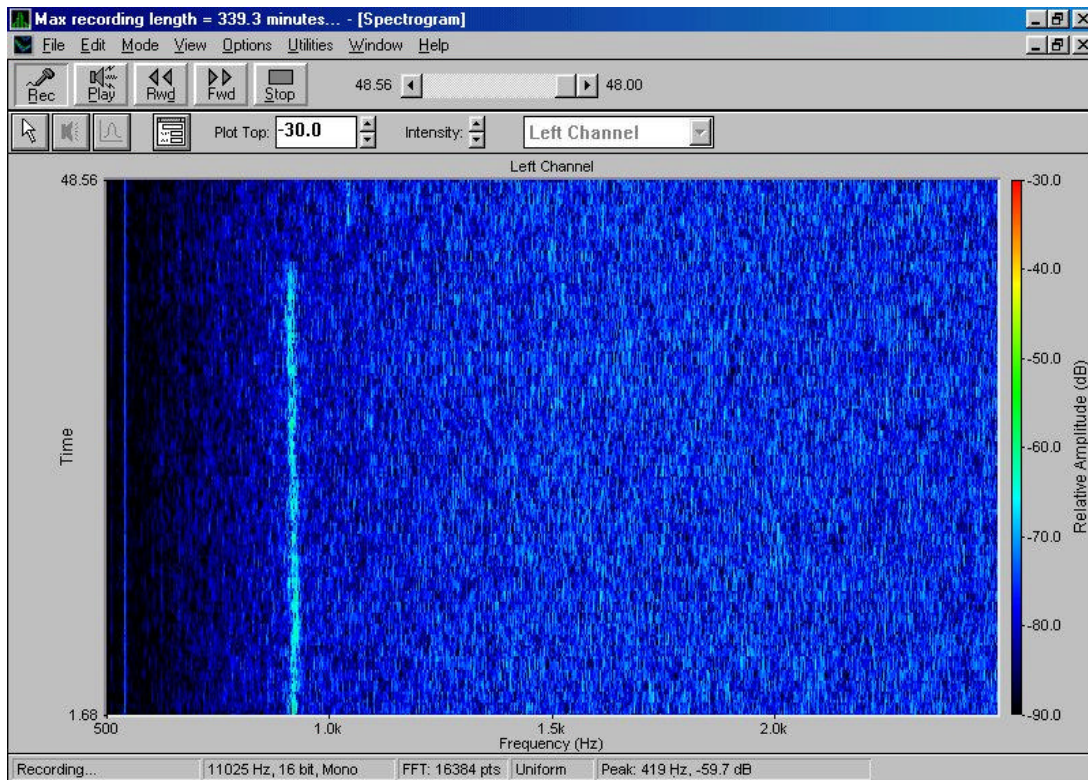 Max recording length = 339.3 minutes... - [Spectrogram]
File Edit Mode View Options Utilities Window Help
Rec Play Rwd Fwd Stop 48.56 48.00
Plot Top: -30.0 Intensity: Left Channel
Left Channel
48.56
-30.0
-40.0
-50.0
Time
Relative Amplitude (dB)
-60.0
-70.0
-80.0
1.68
-90.0
500 1.0k 1.5k 2.0k
Frequency (Hz)
Recording... 11025 Hz, 16 bit, Mono FFT: 16384 pts Uniform Peak: 419 Hz, -59.7 dB